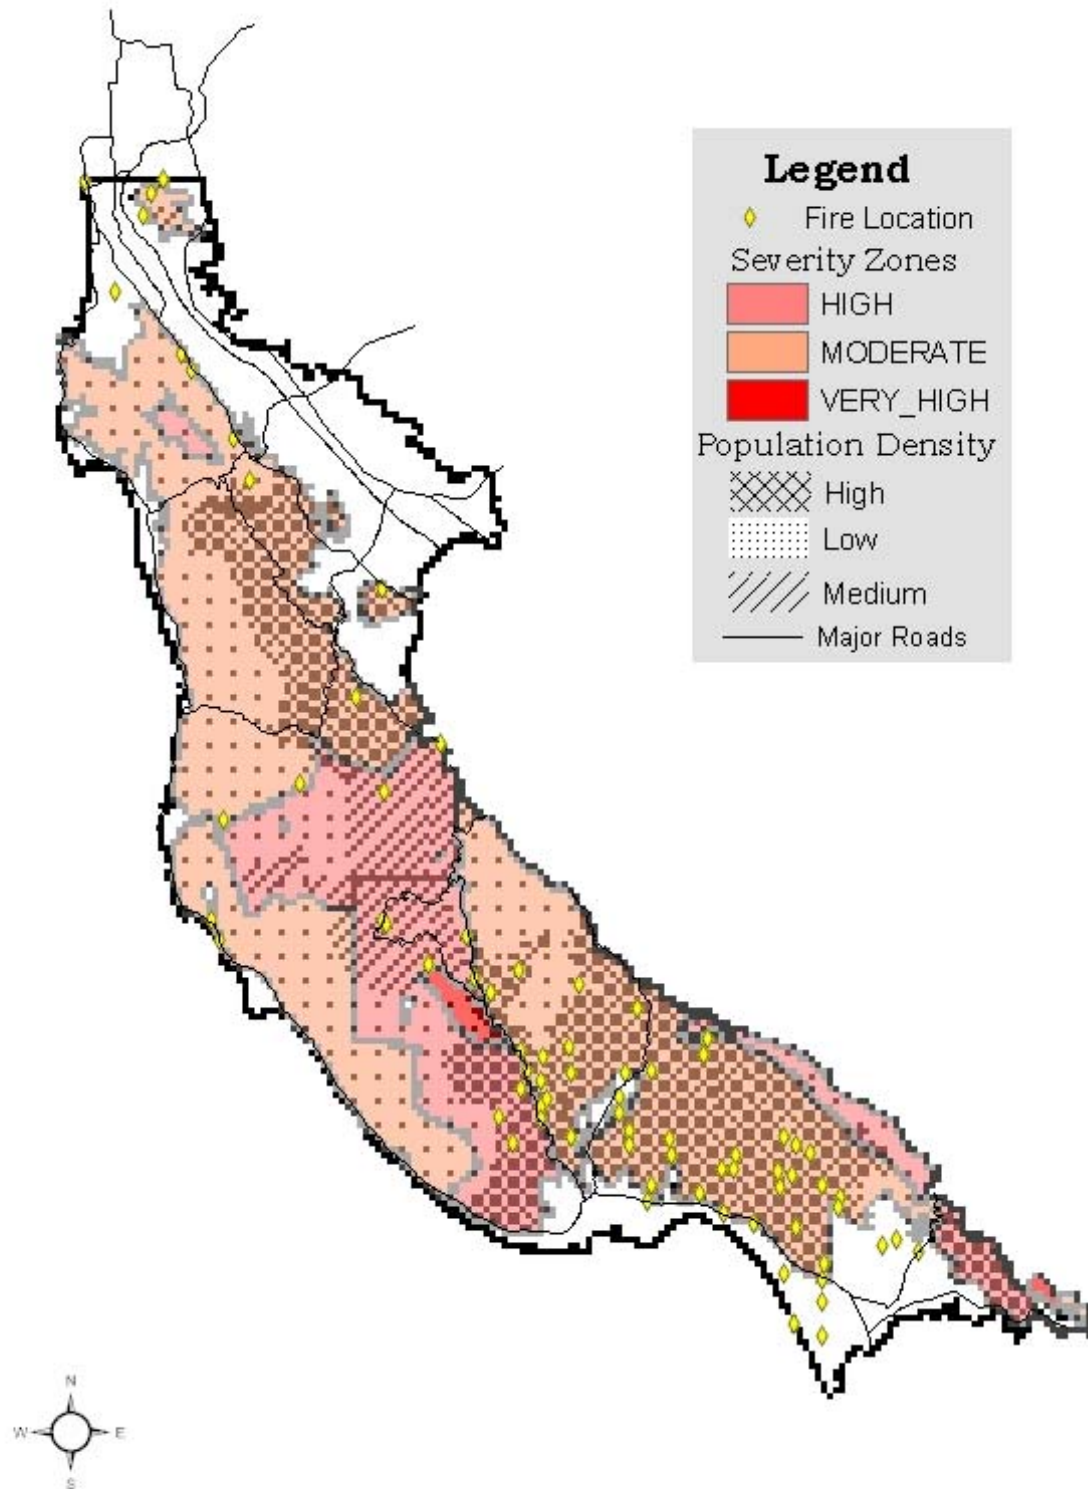 Legend
Fire Location
Severity Zones
HIGH
MODERATE
VERY_HIGH
Population Density
High
Low
Medium
Major Roads
N
W E
S